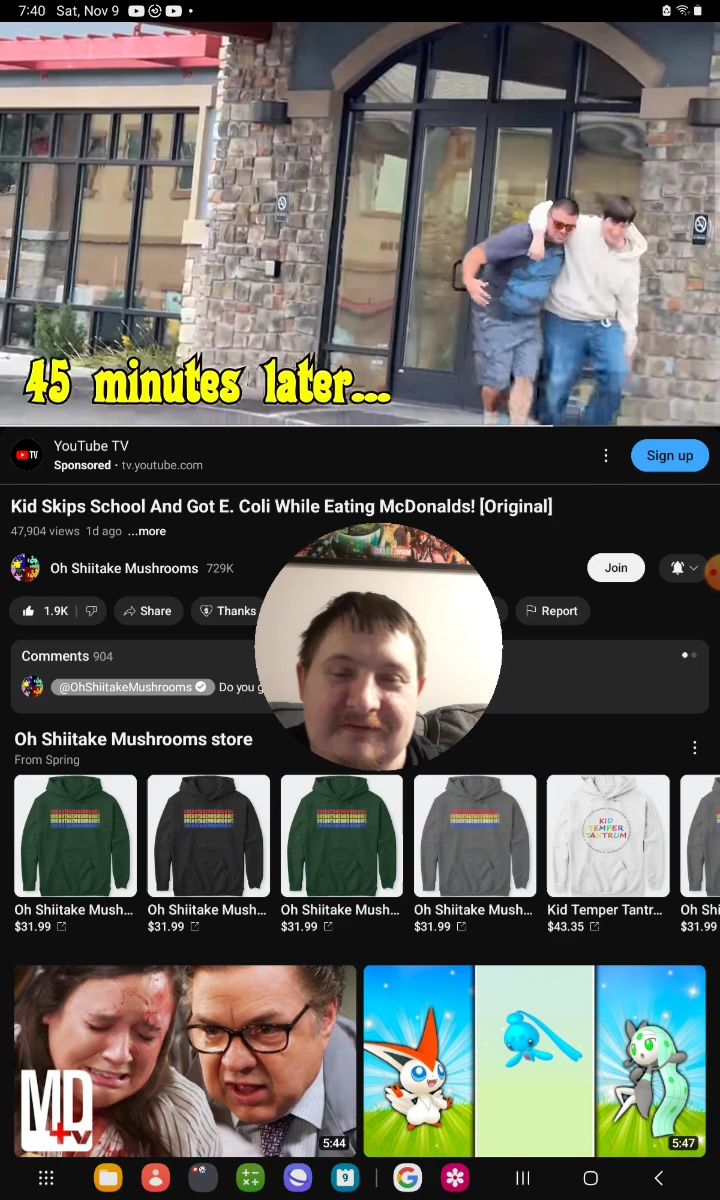 7:40 Sat, Nov 9
45 minutes later...
TV
YouTube TV
Sponsored · tv.youtube.com
Sign up
Kid Skips School And Got E. Coli While Eating McDonalds! [Original]
47,904 views 1d ago ...more
Oh Shiitake Mushrooms 729K
Join
1.9K
Share
Thanks
Report
Comments 904
@OhShiitakeMushrooms Do you g
Oh Shiitake Mushrooms store
From Spring
KID
TEMPER
TANTRUM
Oh Shiitake Mush...
$31.99
Oh Shiitake Mush...
$31.99
Oh Shiitake Mush...
$31.99
Oh Shiitake Mush...
$31.99
Kid Temper Tantr...
$43.35
Oh Shi
$31.99
MD
tv
5:44
5:47
9
G